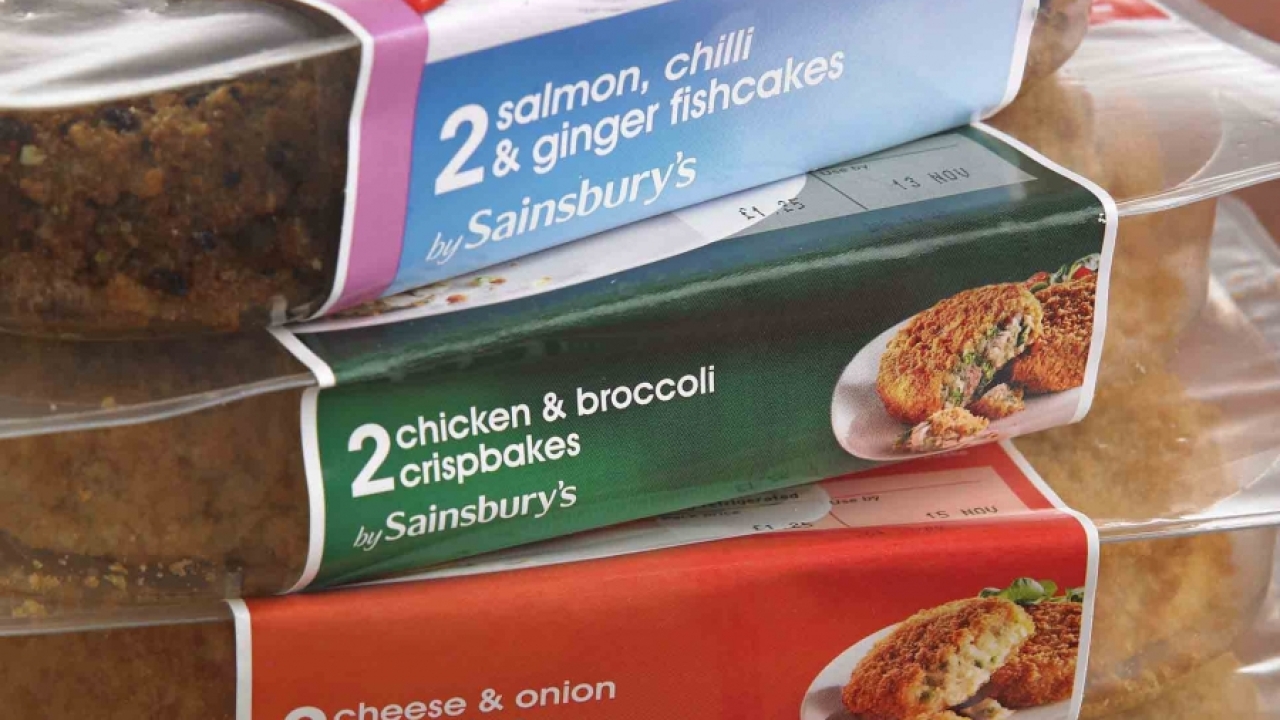 2 salmon, chilli
& ginger fishcakes
by Sainsbury's
Use by
13 NOV
£1.25
2 chicken & broccoli
crispbakes
by Sainsbury's
refrigerated
Use by
£1.25
15 NOV
cheese & onion